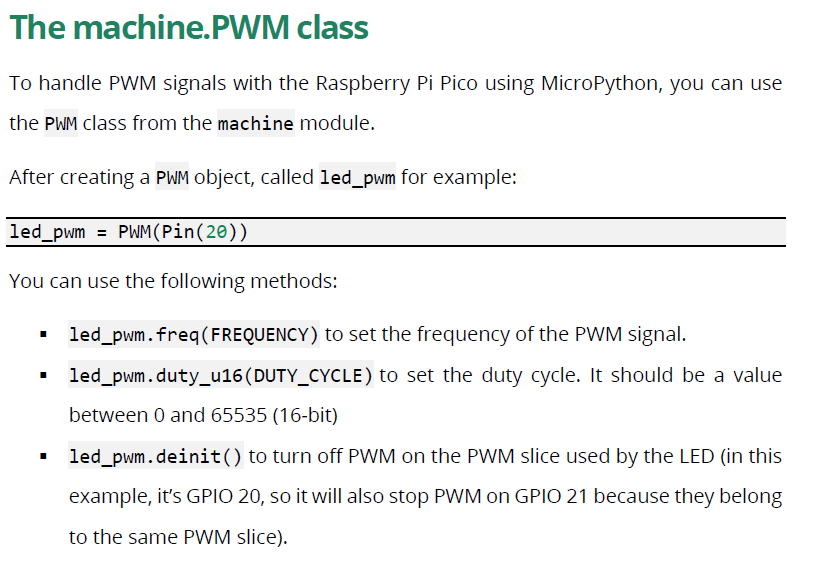 The machine.PWM class
To handle PWM signals with the Raspberry Pi Pico using MicroPython, you can use
the PWM class from the machine module.
After creating a PWM object, called led_pwm for example:
led_pwm = PWM(Pin(20))
You can use the following methods:
▪ led_pwm.freq(FREQUENCY) to set the frequency of the PWM signal.
▪ led_pwm.duty_u16(DUTY_CYCLE) to set the duty cycle. It should be a value
between 0 and 65535 (16-bit)
▪ led_pwm.deinit() to turn off PWM on the PWM slice used by the LED (in this
example, it’s GPIO 20, so it will also stop PWM on GPIO 21 because they belong
to the same PWM slice).